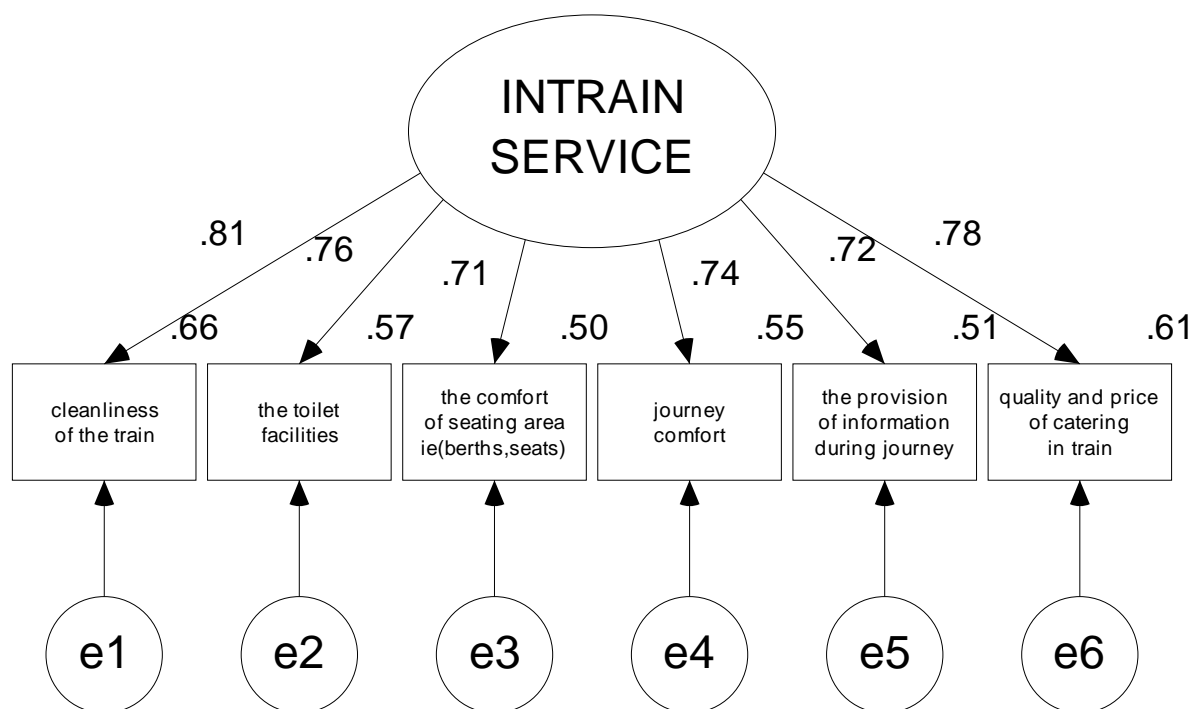 INTRAIN
SERVICE
.81
.76
.71
.74
.72
.78
.66
.57
.50
.55
.51
.61
cleanliness
of the train
the toilet
facilities
the comfort
of seating area
ie(berths,seats)
journey
comfort
the provision
of information
during journey
quality and price
of catering
in train
e1
e2
e3
e4
e5
e6